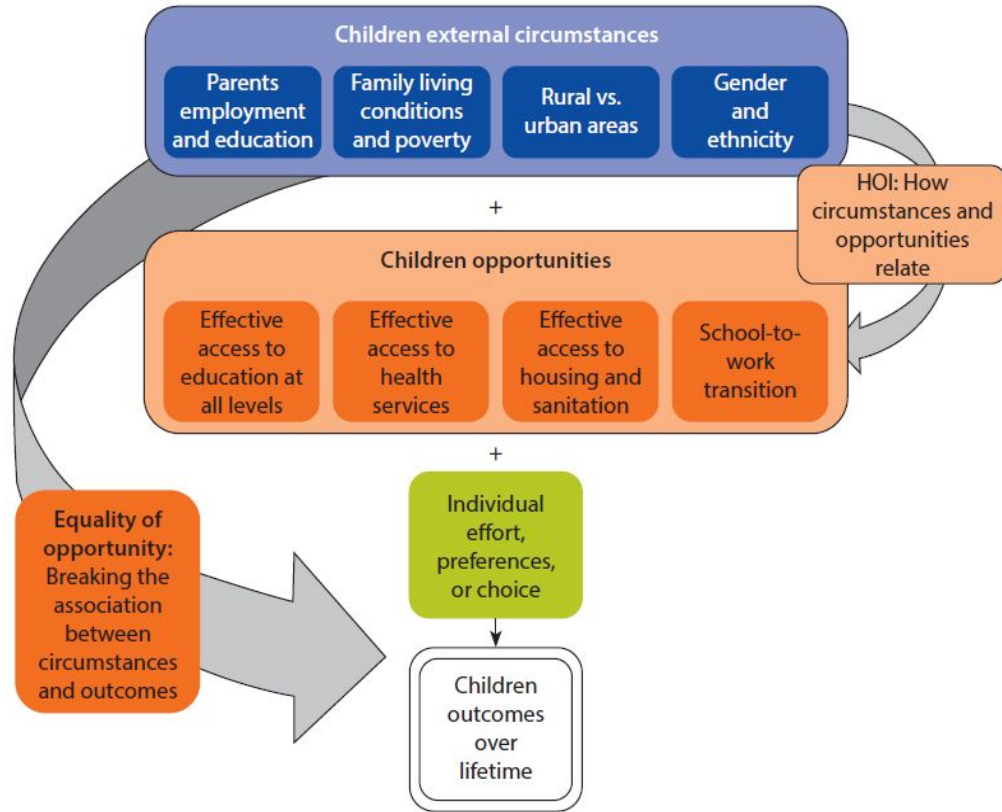 Children external circumstances
Parents
employment
and education
Family living
conditions
and poverty
Rural vs.
urban areas
Gender
and
ethnicity
HOI: How
circumstances and
opportunities
relate
+
Children opportunities
Effective
access to
education at
all levels
Effective
access to
health
services
Effective
access to
housing and
sanitation
School-to-
work
transition
+
Individual
effort,
preferences,
or choice
Equality of
opportunity:
Breaking the
association
between
circumstances
and outcomes
Children
outcomes
over
lifetime